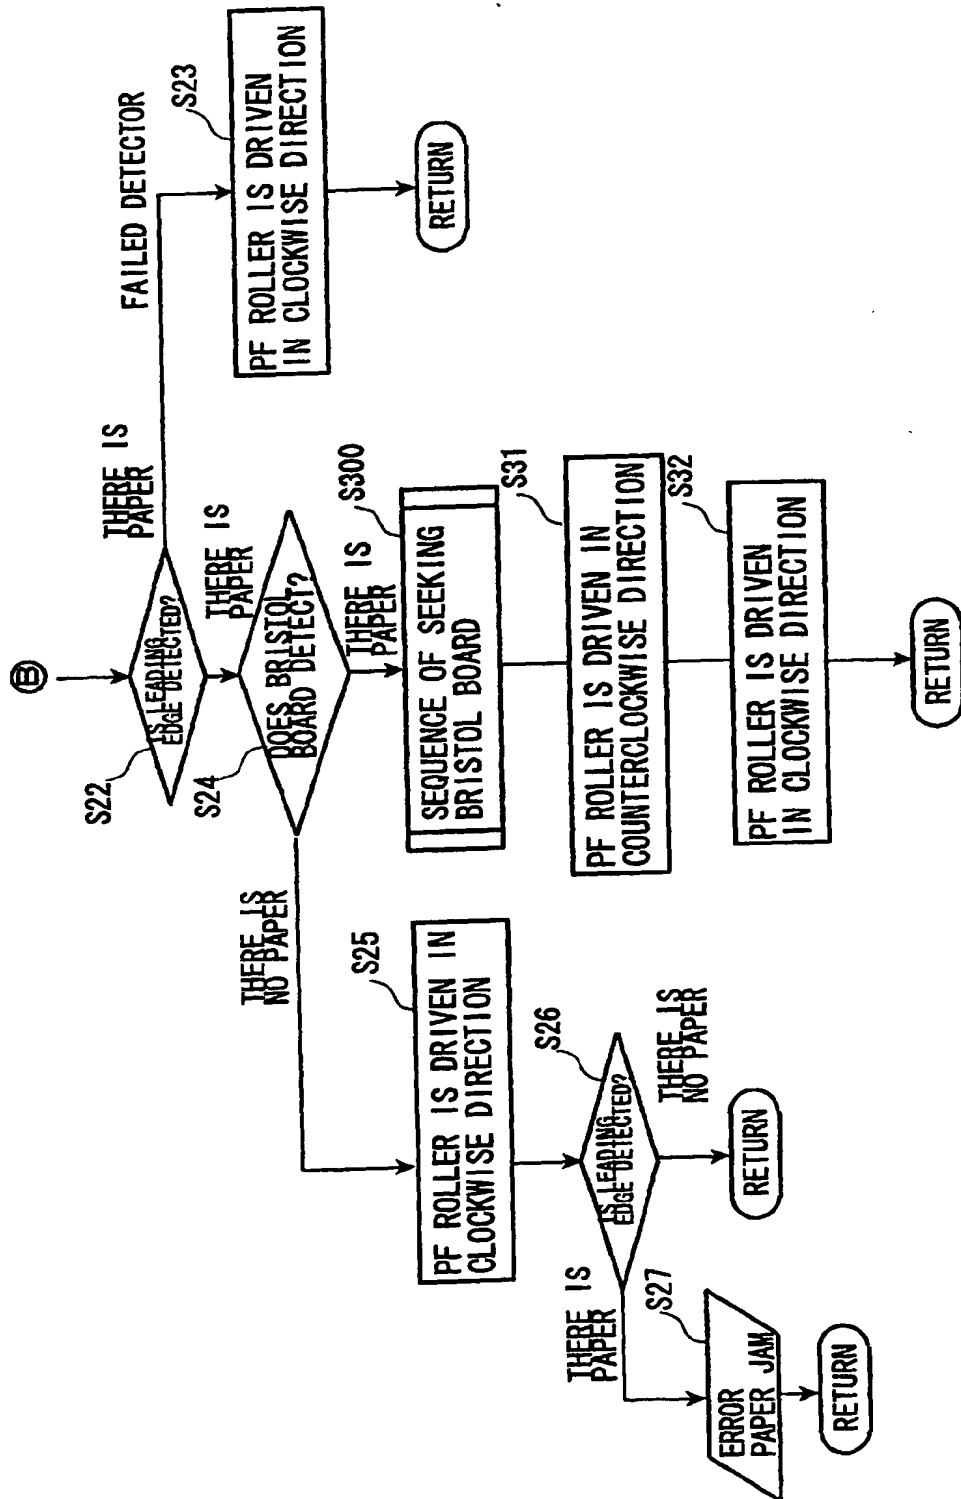 B
IS LEADING
EDGE DETECTED?
S22
THERE IS
PAPER
FAILED DETECTOR
S23
PF ROLLER IS DRIVEN
IN CLOCKWISE DIRECTION
RETURN
THERE IS
PAPER
DOES BRISTOL
BOARD DETECT?
S24
THERE IS
PAPER
S300
SEQUENCE OF SEEKING
BRISTOL BOARD
S31
PF ROLLER IS DRIVEN IN
COUNTERCLOCKWISE DIRECTION
S32
PF ROLLER IS DRIVEN
IN CLOCKWISE DIRECTION
RETURN
THERE IS
NO PAPER
S25
PF ROLLER IS DRIVEN IN
CLOCKWISE DIRECTION
S26
IS LEADING
EDGE DETECTED?
THERE IS
NO PAPER
RETURN
THERE IS
PAPER
S27
ERROR
PAPER JAM
RETURN